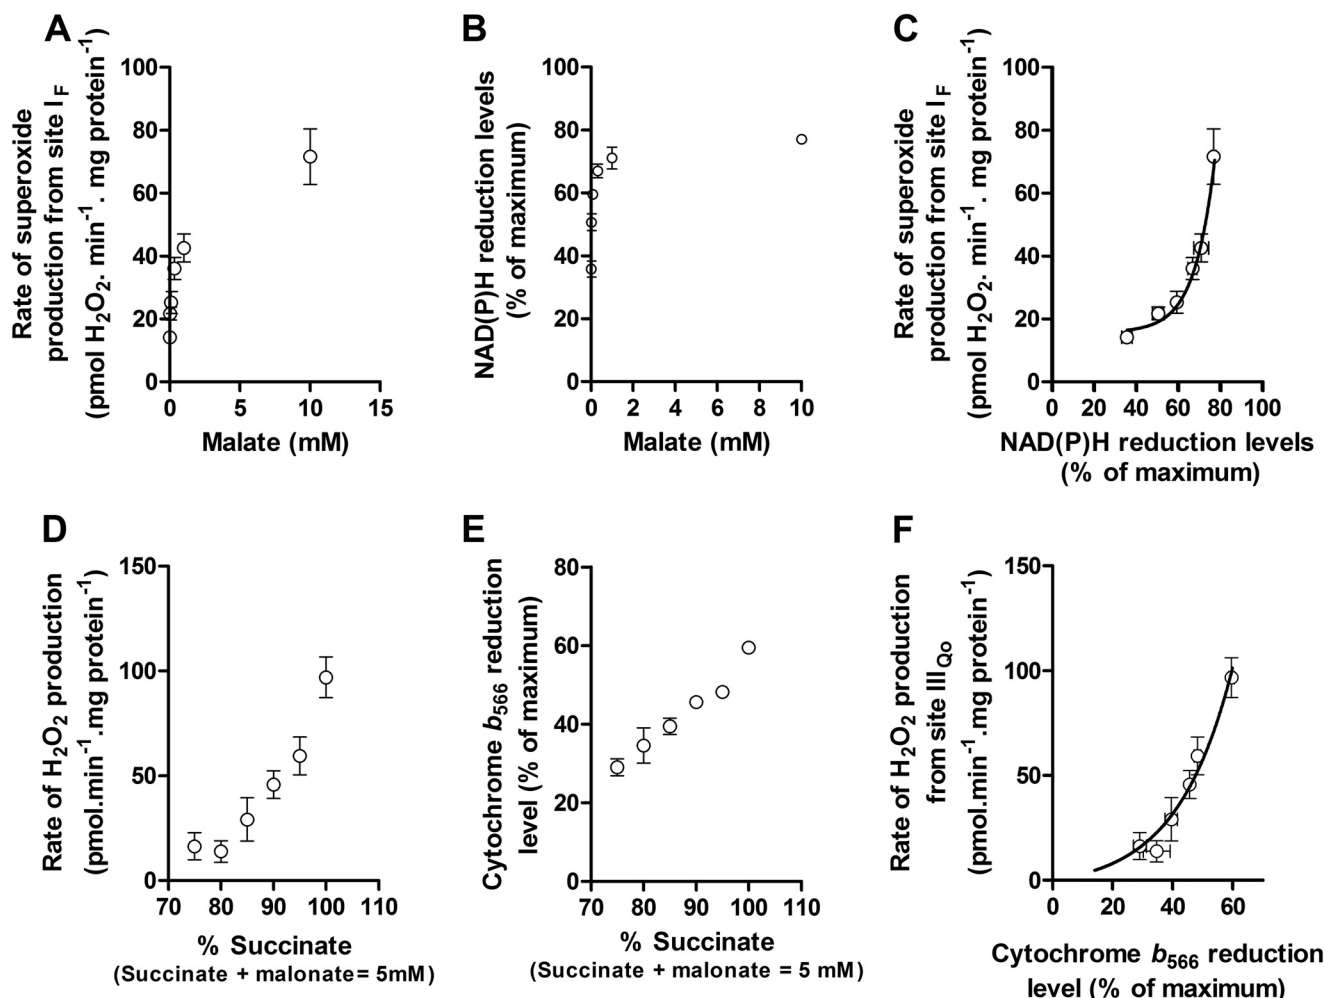 A
Rate of superoxide
production from site I_F
(pmol H₂O₂. min⁻¹. mg protein⁻¹)
100
80
60
40
20
0
0 5 10 15
Malate (mM)
B
NAD(P)H reduction levels
(% of maximum)
100
80
60
40
20
0
0 2 4 6 8 10
Malate (mM)
C
Rate of superoxide
production from site I_F
(pmol H₂O₂. min⁻¹. mg protein⁻¹)
100
80
60
40
20
0
0 20 40 60 80 100
NAD(P)H reduction levels
(% of maximum)
D
Rate of H₂O₂ production
(pmol.min⁻¹.mg protein⁻¹)
150
100
50
0
70 80 90 100 110
% Succinate
(Succinate + malonate = 5mM)
E
Cytochrome b₅₆₆ reduction
level (% of maximum)
80
60
40
20
0
70 80 90 100 110
% Succinate
(Succinate + malonate = 5 mM)
F
Rate of H₂O₂ production
from site III_Qo
(pmol.min⁻¹.mg protein⁻¹)
150
100
50
0
0 20 40 60
Cytochrome b₅₆₆ reduction
level (% of maximum)